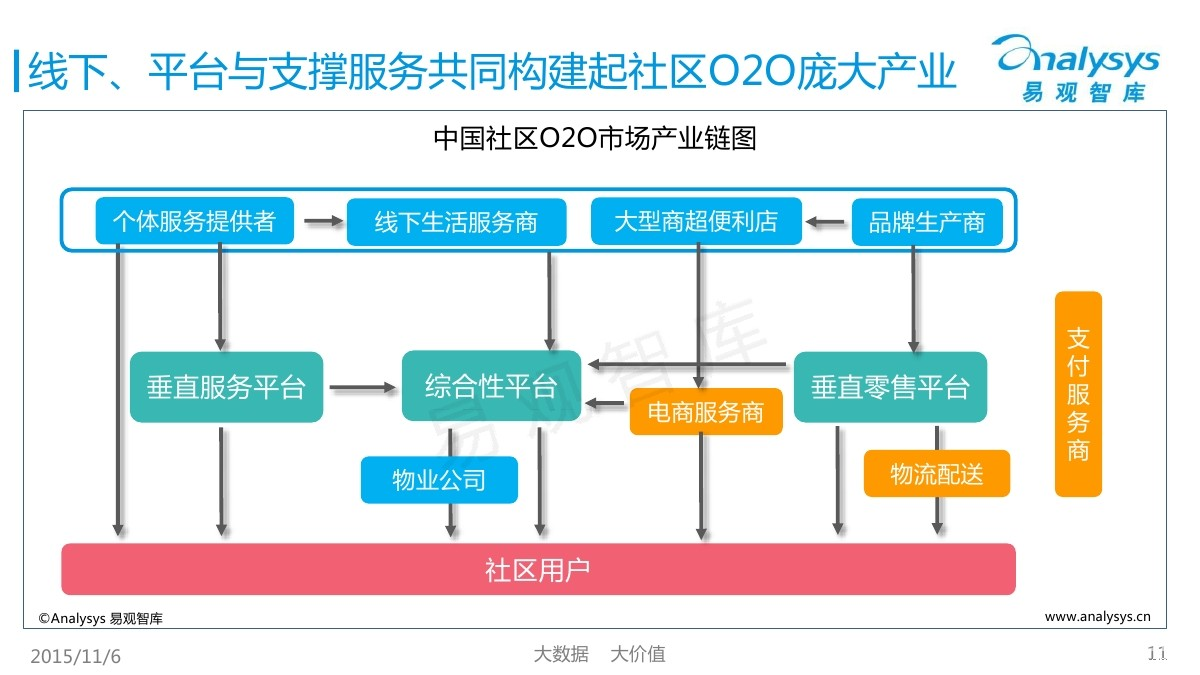 线下、平台与支撑服务共同构建起社区O2O庞大产业
Analysys
易观智库
中国社区O2O市场产业链图
个体服务提供者
线下生活服务商
大型商超便利店
品牌生产商
支付服务商
垂直服务平台
综合性平台
垂直零售平台
电商服务商
物业公司
物流配送
易观智库
社区用户
©Analysys 易观智库
www.analysys.cn
2015/11/6
大数据 大价值
11